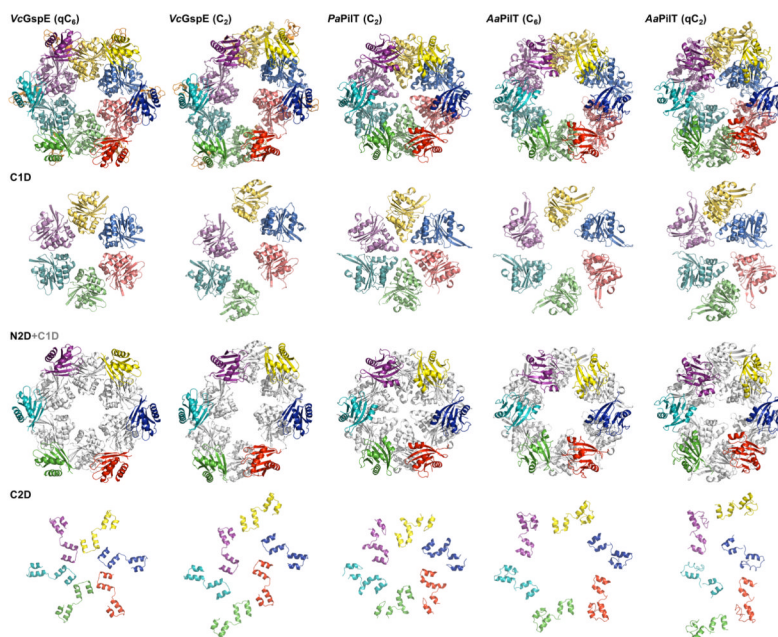 VcGspE (qC6) VcGspE (C2) PaPilT (C2) AaPilT (C6) AaPilT (qC2)
C1D
N2D+C1D
C2D